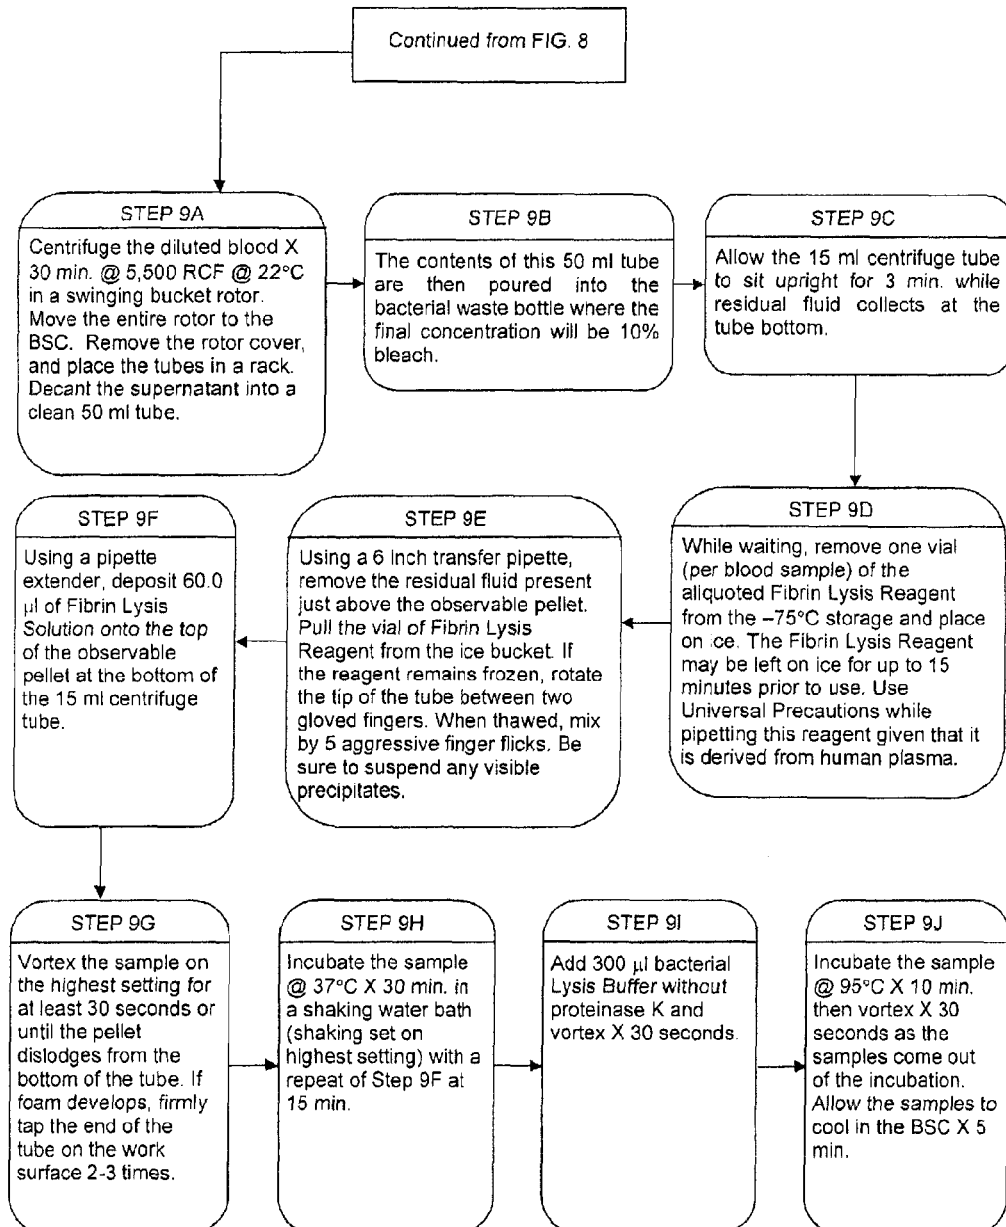 Continued from FIG. 8
STEP 9A
Centrifuge the diluted blood X
30 min. @ 5,500 RCF @ 22°C
in a swinging bucket rotor.
Move the entire rotor to the
BSC. Remove the rotor cover,
and place the tubes in a rack.
Decant the supernatant into a
clean 50 ml tube.
STEP 9B
The contents of this 50 ml tube
are then poured into the
bacterial waste bottle where the
final concentration will be 10%
bleach.
STEP 9C
Allow the 15 ml centrifuge tube
to sit upright for 3 min. while
residual fluid collects at the
tube bottom.
STEP 9D
While waiting, remove one vial
(per blood sample) of the
aliquoted Fibrin Lysis Reagent
from the –75°C storage and place
on ice. The Fibrin Lysis Reagent
may be left on ice for up to 15
minutes prior to use. Use
Universal Precautions while
pipetting this reagent given that it
is derived from human plasma.
STEP 9E
Using a 6 inch transfer pipette,
remove the residual fluid present
just above the observable pellet.
Pull the vial of Fibrin Lysis
Reagent from the ice bucket. If
the reagent remains frozen, rotate
the tip of the tube between two
gloved fingers. When thawed, mix
by 5 aggressive finger flicks. Be
sure to suspend any visible
precipitates.
STEP 9F
Using a pipette
extender, deposit 60.0
µl of Fibrin Lysis
Solution onto the top
of the observable
pellet at the bottom of
the 15 ml centrifuge
tube.
STEP 9G
Vortex the sample on
the highest setting for
at least 30 seconds or
until the pellet
dislodges from the
bottom of the tube. If
foam develops, firmly
tap the end of the
tube on the work
surface 2-3 times.
STEP 9H
Incubate the sample
@ 37°C X 30 min. in
a shaking water bath
(shaking set on
highest setting) with a
repeat of Step 9F at
15 min.
STEP 9I
Add 300 µl bacterial
Lysis Buffer without
proteinase K and
vortex X 30 seconds.
STEP 9J
Incubate the sample
@ 95°C X 10 min.
then vortex X 30
seconds as the
samples come out
of the incubation.
Allow the samples to
cool in the BSC X 5
min.